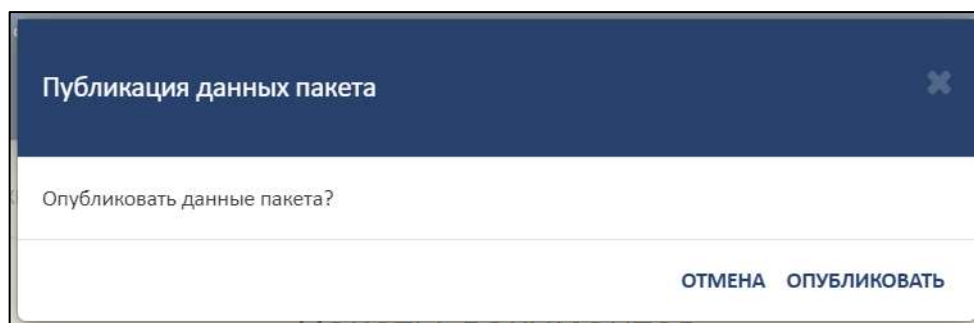 Публикация данных пакета
Опубликовать данные пакета?
ОТМЕНА ОПУБЛИКОВАТЬ